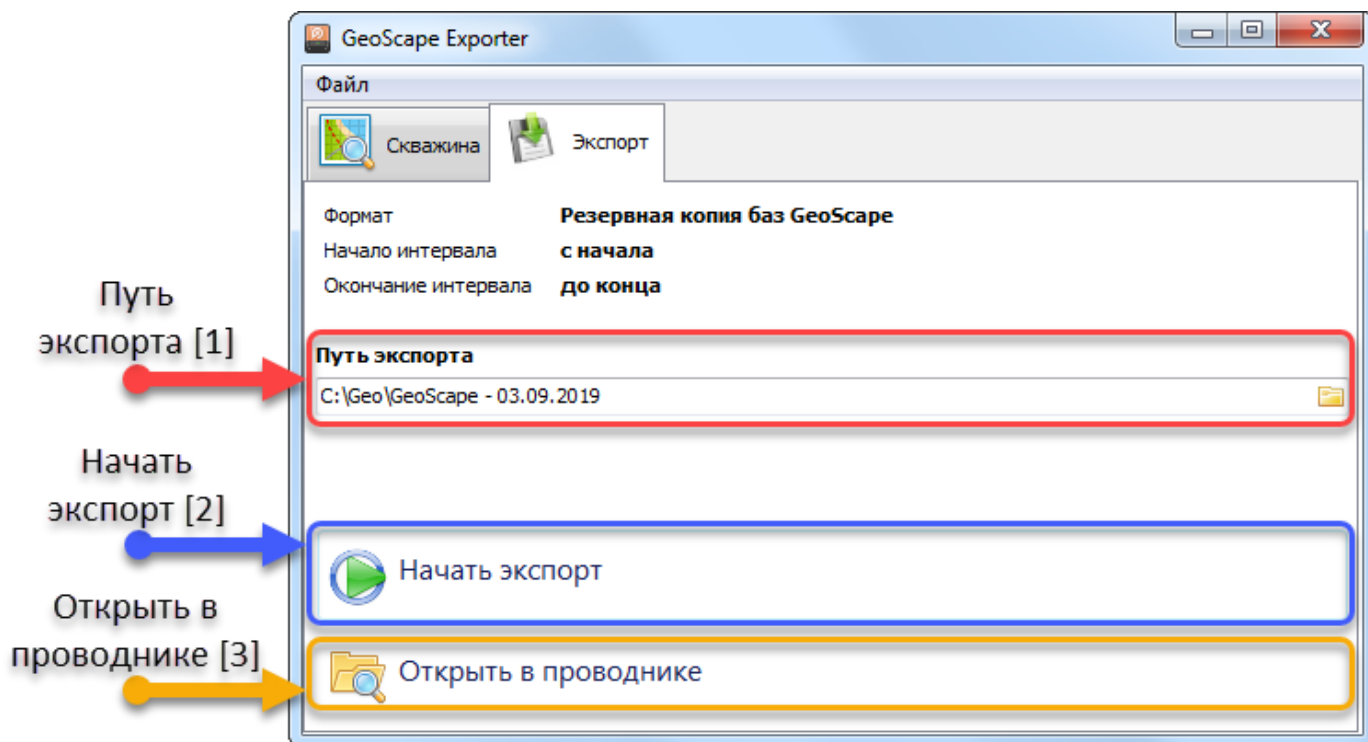 GeoScape Exporter
Файл
Скважина
Экспорт
Формат Резервная копия баз GeoScape
Начало интервала с начала
Окончание интервала до конца
Путь
экспорта [1]
Путь экспорта
C:\Geo\GeoScape - 03.09.2019
Начать
экспорт [2]
Начать экспорт
Открыть в
проводнике [3]
Открыть в проводнике